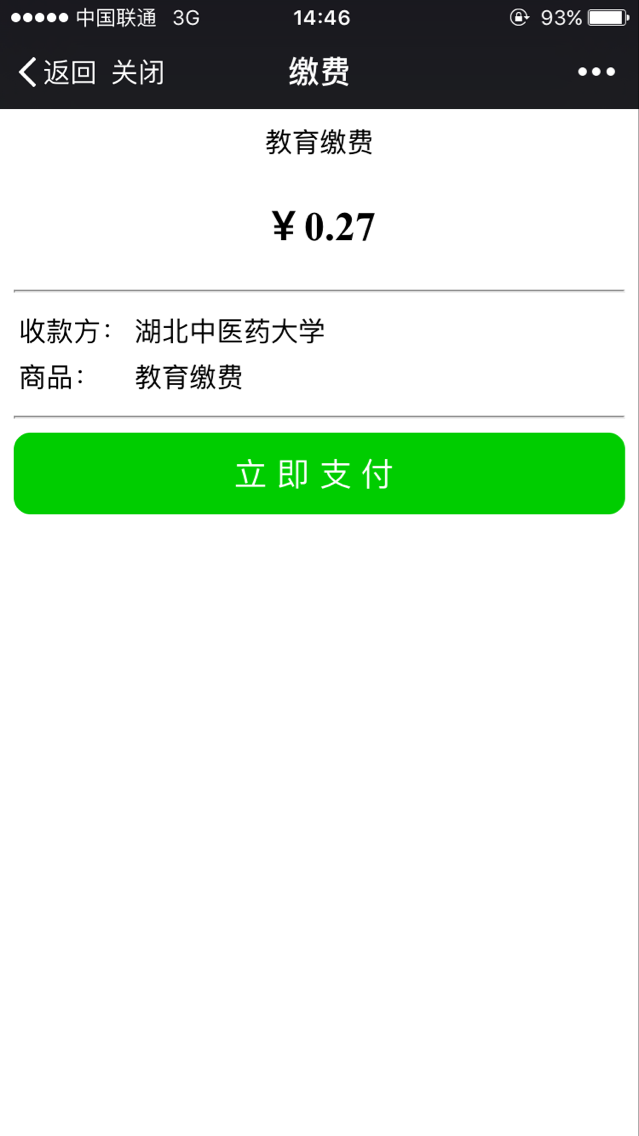 中国联通 3G 14:46 93%
返回 关闭 缴费
教育缴费
￥0.27
收款方： 湖北中医药大学
商品： 教育缴费
立即支付